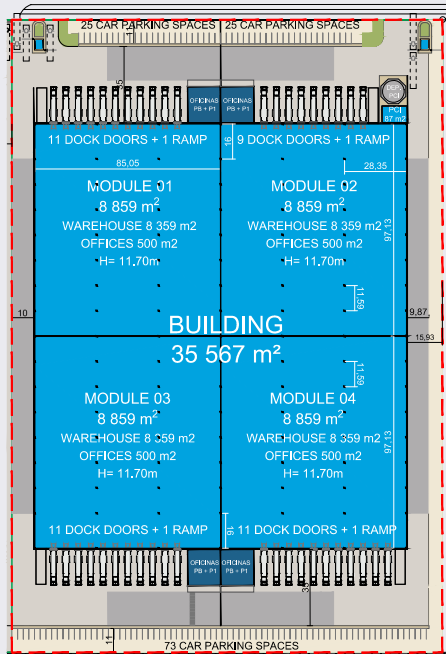 25 CAR PARKING SPACES
25 CAR PARKING SPACES
11
35
OFICINAS
PB + P1
OFICINAS
PB + P1
DEP.
PCI
PCI
87 m2
11 DOCK DOORS + 1 RAMP
9 DOCK DOORS + 1 RAMP
85,05
16
28,35
MODULE 01
8 859 m²
WAREHOUSE 8 359 m2
OFFICES 500 m2
H= 11.70m
MODULE 02
8 859 m²
WAREHOUSE 8 359 m2
OFFICES 500 m2
H= 11.70m
97,13
11,59
10
9,87
15,93
BUILDING
35 567 m²
11,59
MODULE 03
8 859 m²
WAREHOUSE 8 359 m2
OFFICES 500 m2
H= 11.70m
MODULE 04
8 859 m²
WAREHOUSE 8 359 m2
OFFICES 500 m2
H= 11.70m
97,13
16
11 DOCK DOORS + 1 RAMP
11 DOCK DOORS + 1 RAMP
OFICINAS
PB + P1
OFICINAS
PB + P1
11
73 CAR PARKING SPACES